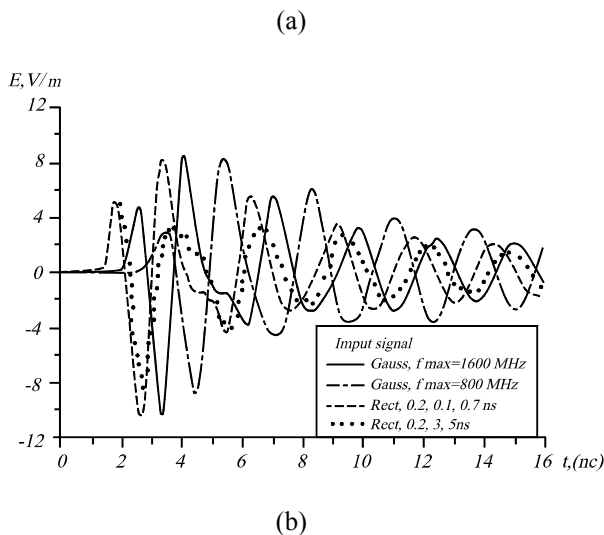 (a)
E,V/m
12
8
4
0
-4
-8
-12
0 2 4 6 8 10 12 14 16 t,(nc)
Imput signal
Gauss, f max=1600 MHz
Gauss, f max=800 MHz
Rect, 0.2, 0.1, 0.7 ns
Rect, 0.2, 3, 5ns
(b)